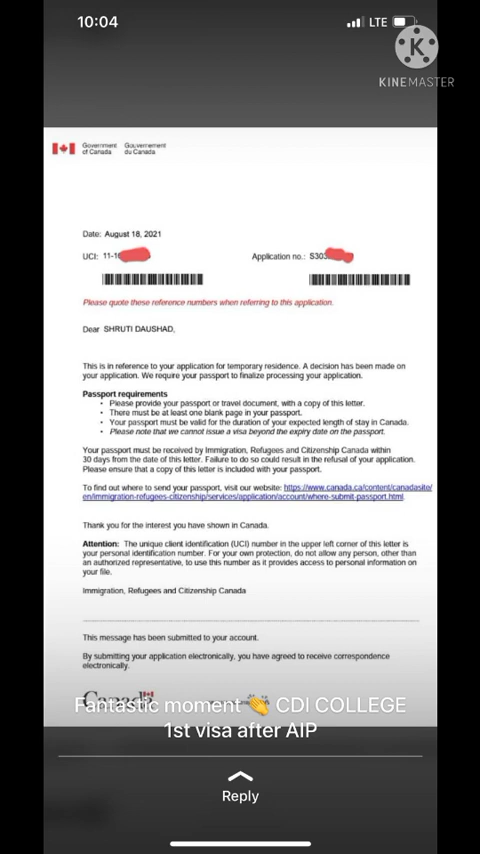 10:04
LTE
K
KINEMASTER
Government Gouvernement
of Canada du Canada
Date: August 18, 2021
UCI: 11-16
Application no.: S303
Please quote these reference numbers when referring to this application.
Dear SHRUTI DAUSHAD,
This is in reference to your application for temporary residence. A decision has been made on
your application. We require your passport to finalize processing your application.
Passport requirements
• Please provide your passport or travel document, with a copy of this letter.
• There must be at least one blank page in your passport.
• Your passport must be valid for the duration of your expected length of stay in Canada.
• Please note that we cannot issue a visa beyond the expiry date on the passport.
Your passport must be received by Immigration, Refugees and Citizenship Canada within
30 days from the date of this letter. Failure to do so could result in the refusal of your application.
Please ensure that a copy of this letter is included with your passport.
To find out where to send your passport, visit our website: https://www.canada.ca/content/canadasite/
en/immigration-refugees-citizenship/services/application/account/where-submit-passport.html.
Thank you for the interest you have shown in Canada.
Attention: The unique client identification (UCI) number in the upper left corner of this letter is
your personal identification number. For your own protection, do not allow any person, other than
an authorized representative, to use this number as it provides access to personal information on
your file.
Immigration, Refugees and Citizenship Canada
This message has been submitted to your account.
By submitting your application electronically, you have agreed to receive correspondence
electronically.
Canada
Fantastic moment 👏 CDI COLLEGE
1st visa after AIP
Reply